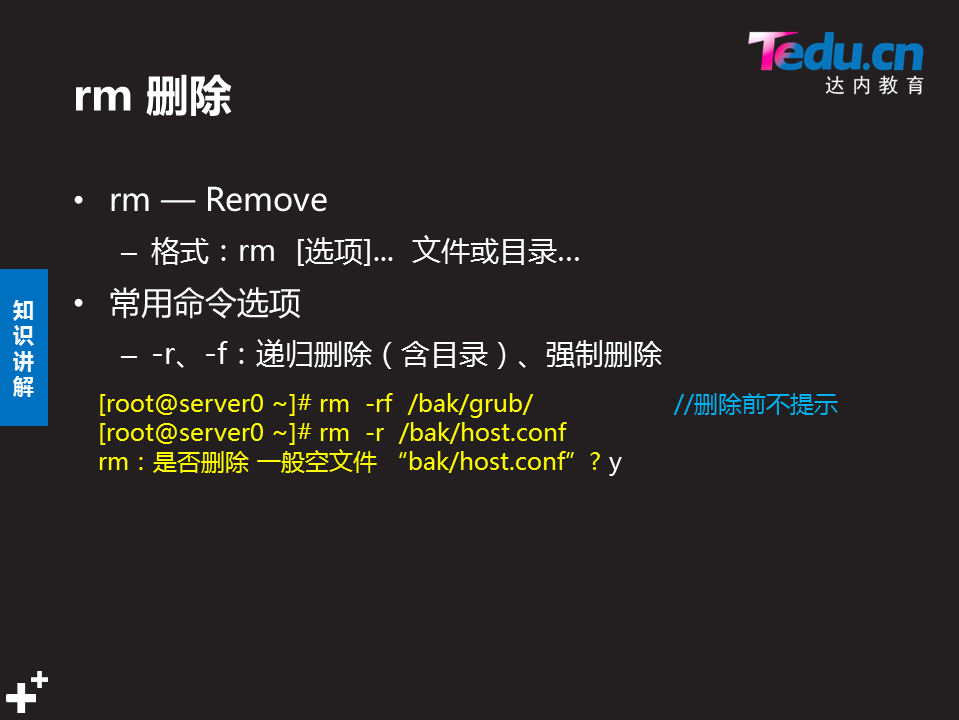 Tedu.cn
达内教育
rm 删除
• rm — Remove
– 格式：rm [选项]... 文件或目录…
• 常用命令选项
– -r、-f：递归删除（含目录）、强制删除
知识讲解
[root@server0 ~]# rm -rf /bak/grub/ //删除前不提示
[root@server0 ~]# rm -r /bak/host.conf
rm：是否删除 一般空文件 “bak/host.conf”? y